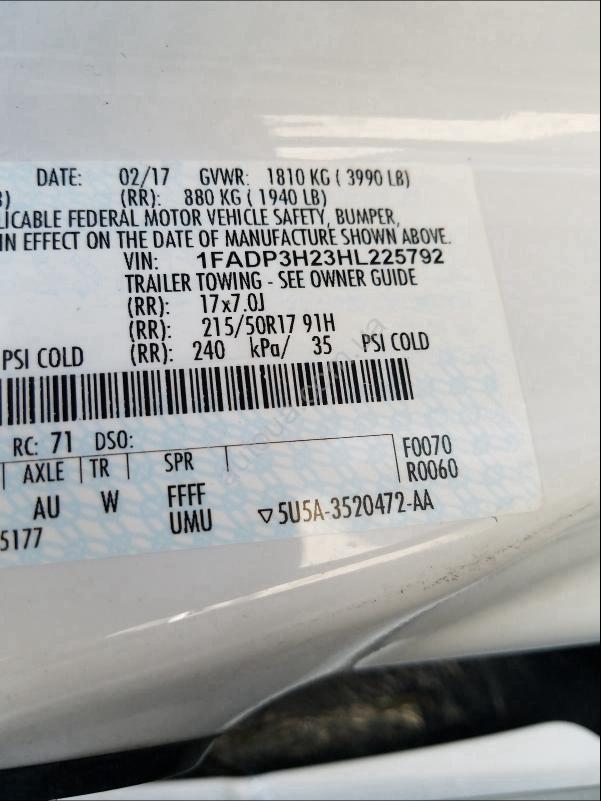 DATE: 02/17 GVWR: 1810 KG ( 3990 LB)
(RR): 880 KG ( 1940 LB)
LICABLE FEDERAL MOTOR VEHICLE SAFETY, BUMPER,
IN EFFECT ON THE DATE OF MANUFACTURE SHOWN ABOVE.
VIN: 1FADP3H23HL225792
TRAILER TOWING - SEE OWNER GUIDE
(RR): 17x7.0J
(RR): 215/50R17 91H
PSI COLD (RR): 240 kPa/ 35 PSI COLD
RC: 71 DSO:
AXLE TR SPR F0070
AU W FFFF R0060
UMU ▽5U5A-3520472-AA
5177